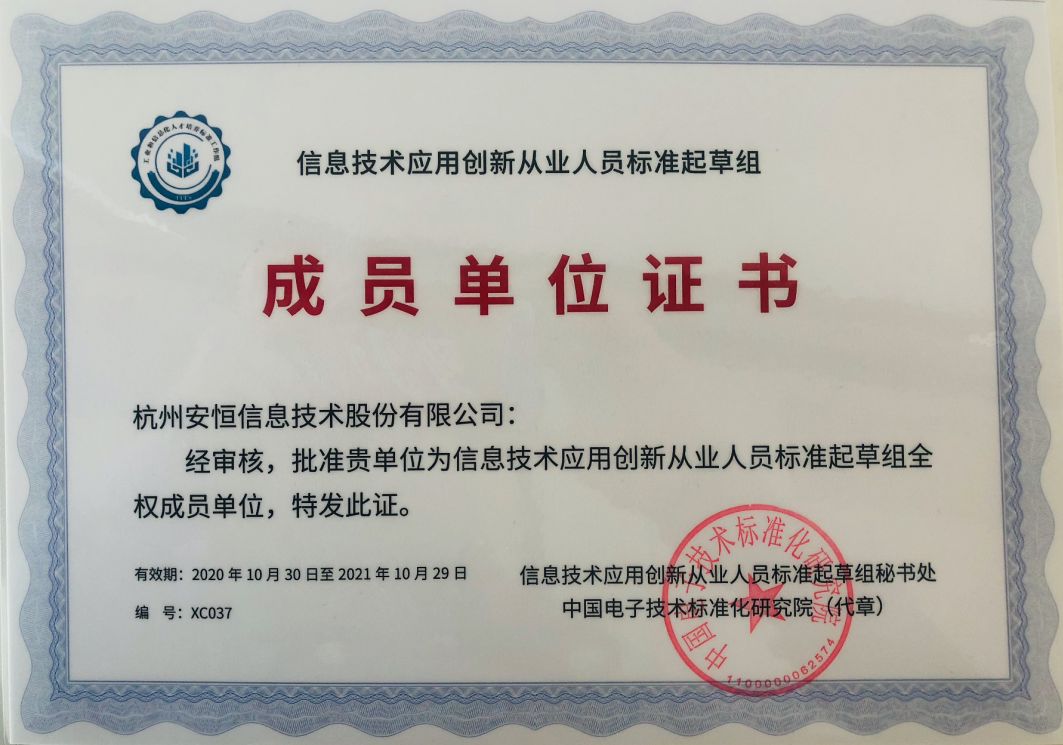 工业和信息化人才培养标准工作组
信息技术应用创新从业人员标准起草组
成员单位证书
杭州安恒信息技术股份有限公司：
经审核，批准贵单位为信息技术应用创新从业人员标准起草组全
权成员单位，特发此证。
有效期：2020 年 10 月 30 日至 2021 年 10 月 29 日
信息技术应用创新从业人员标准起草组秘书处
编 号：XC037
中国电子技术标准化研究院（代章）
中国电子技术标准化研究院
1100000062574